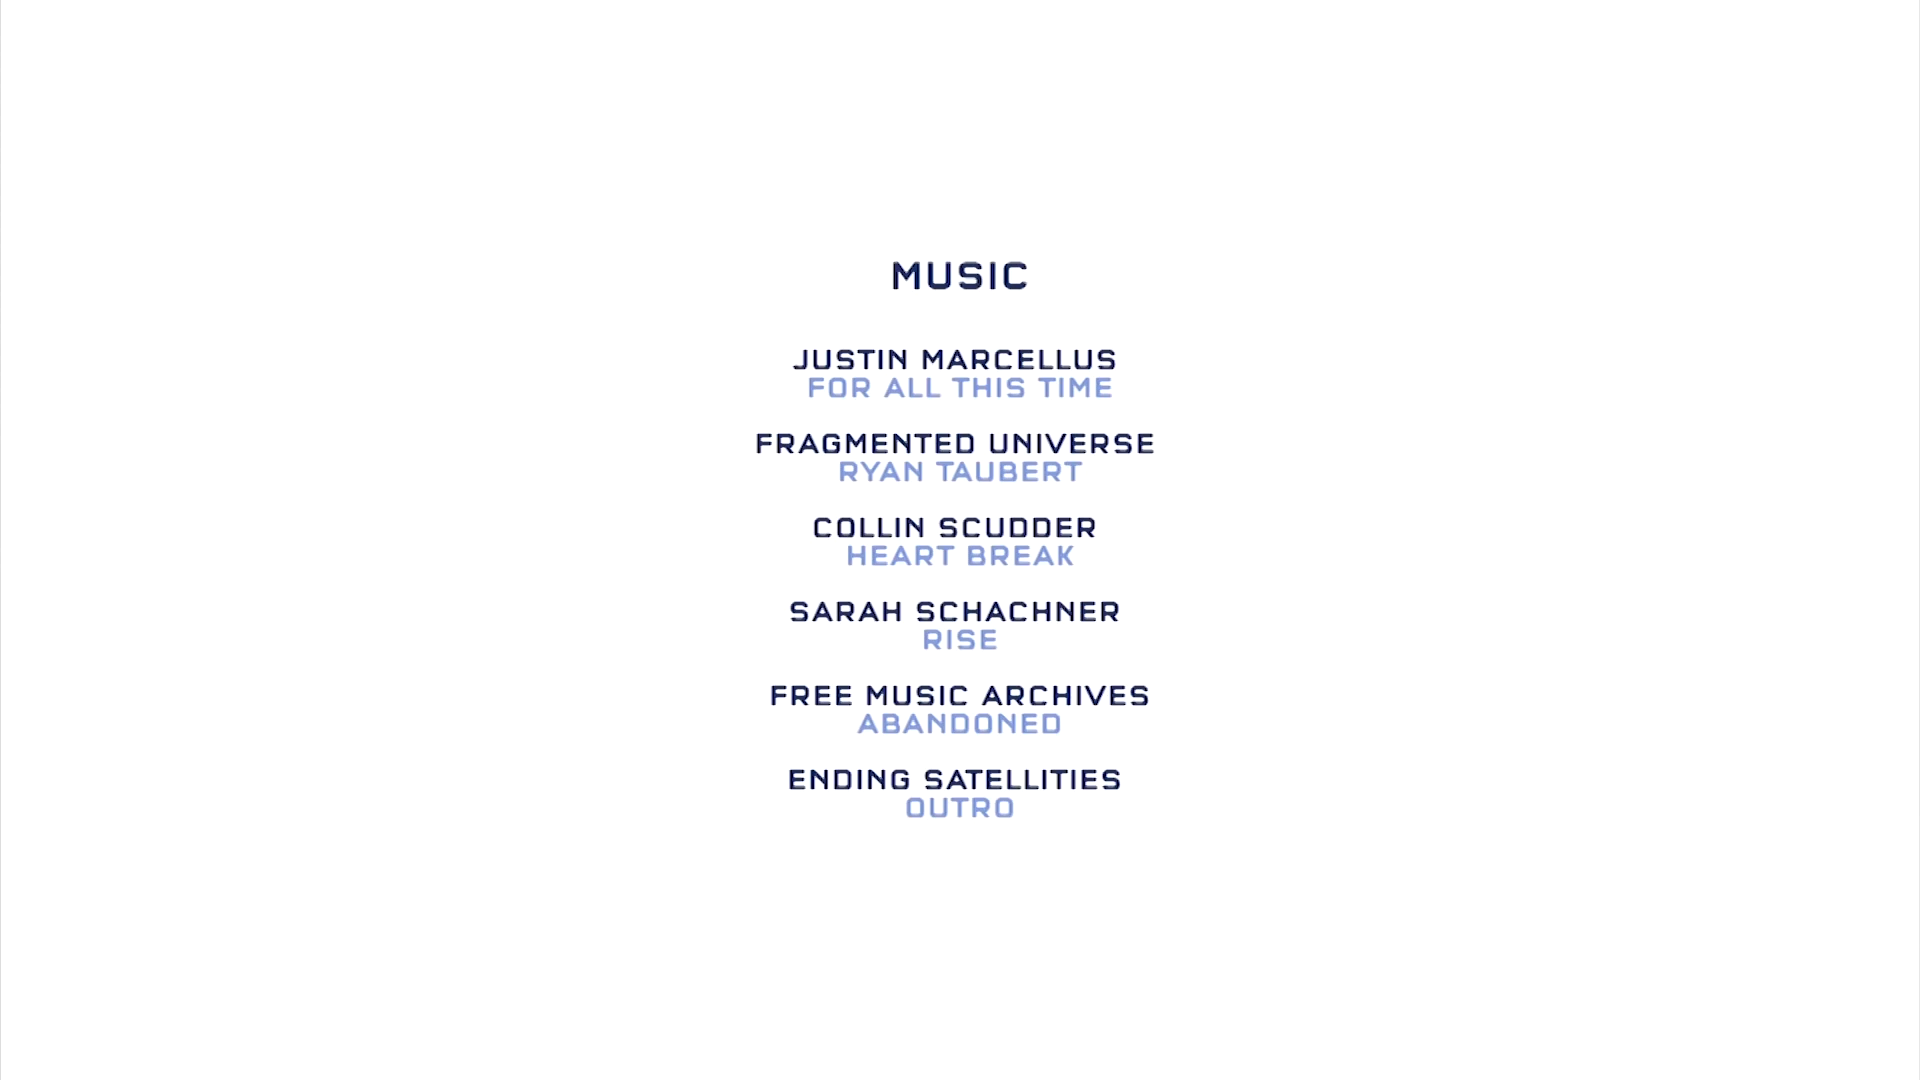 MUSIC
JUSTIN MARCELLUS
FOR ALL THIS TIME
FRAGMENTED UNIVERSE
RYAN TAUBERT
COLLIN SCUDDER
HEART BREAK
SARAH SCHACHNER
RISE
FREE MUSIC ARCHIVES
ABANDONED
ENDING SATELLITIES
OUTRO